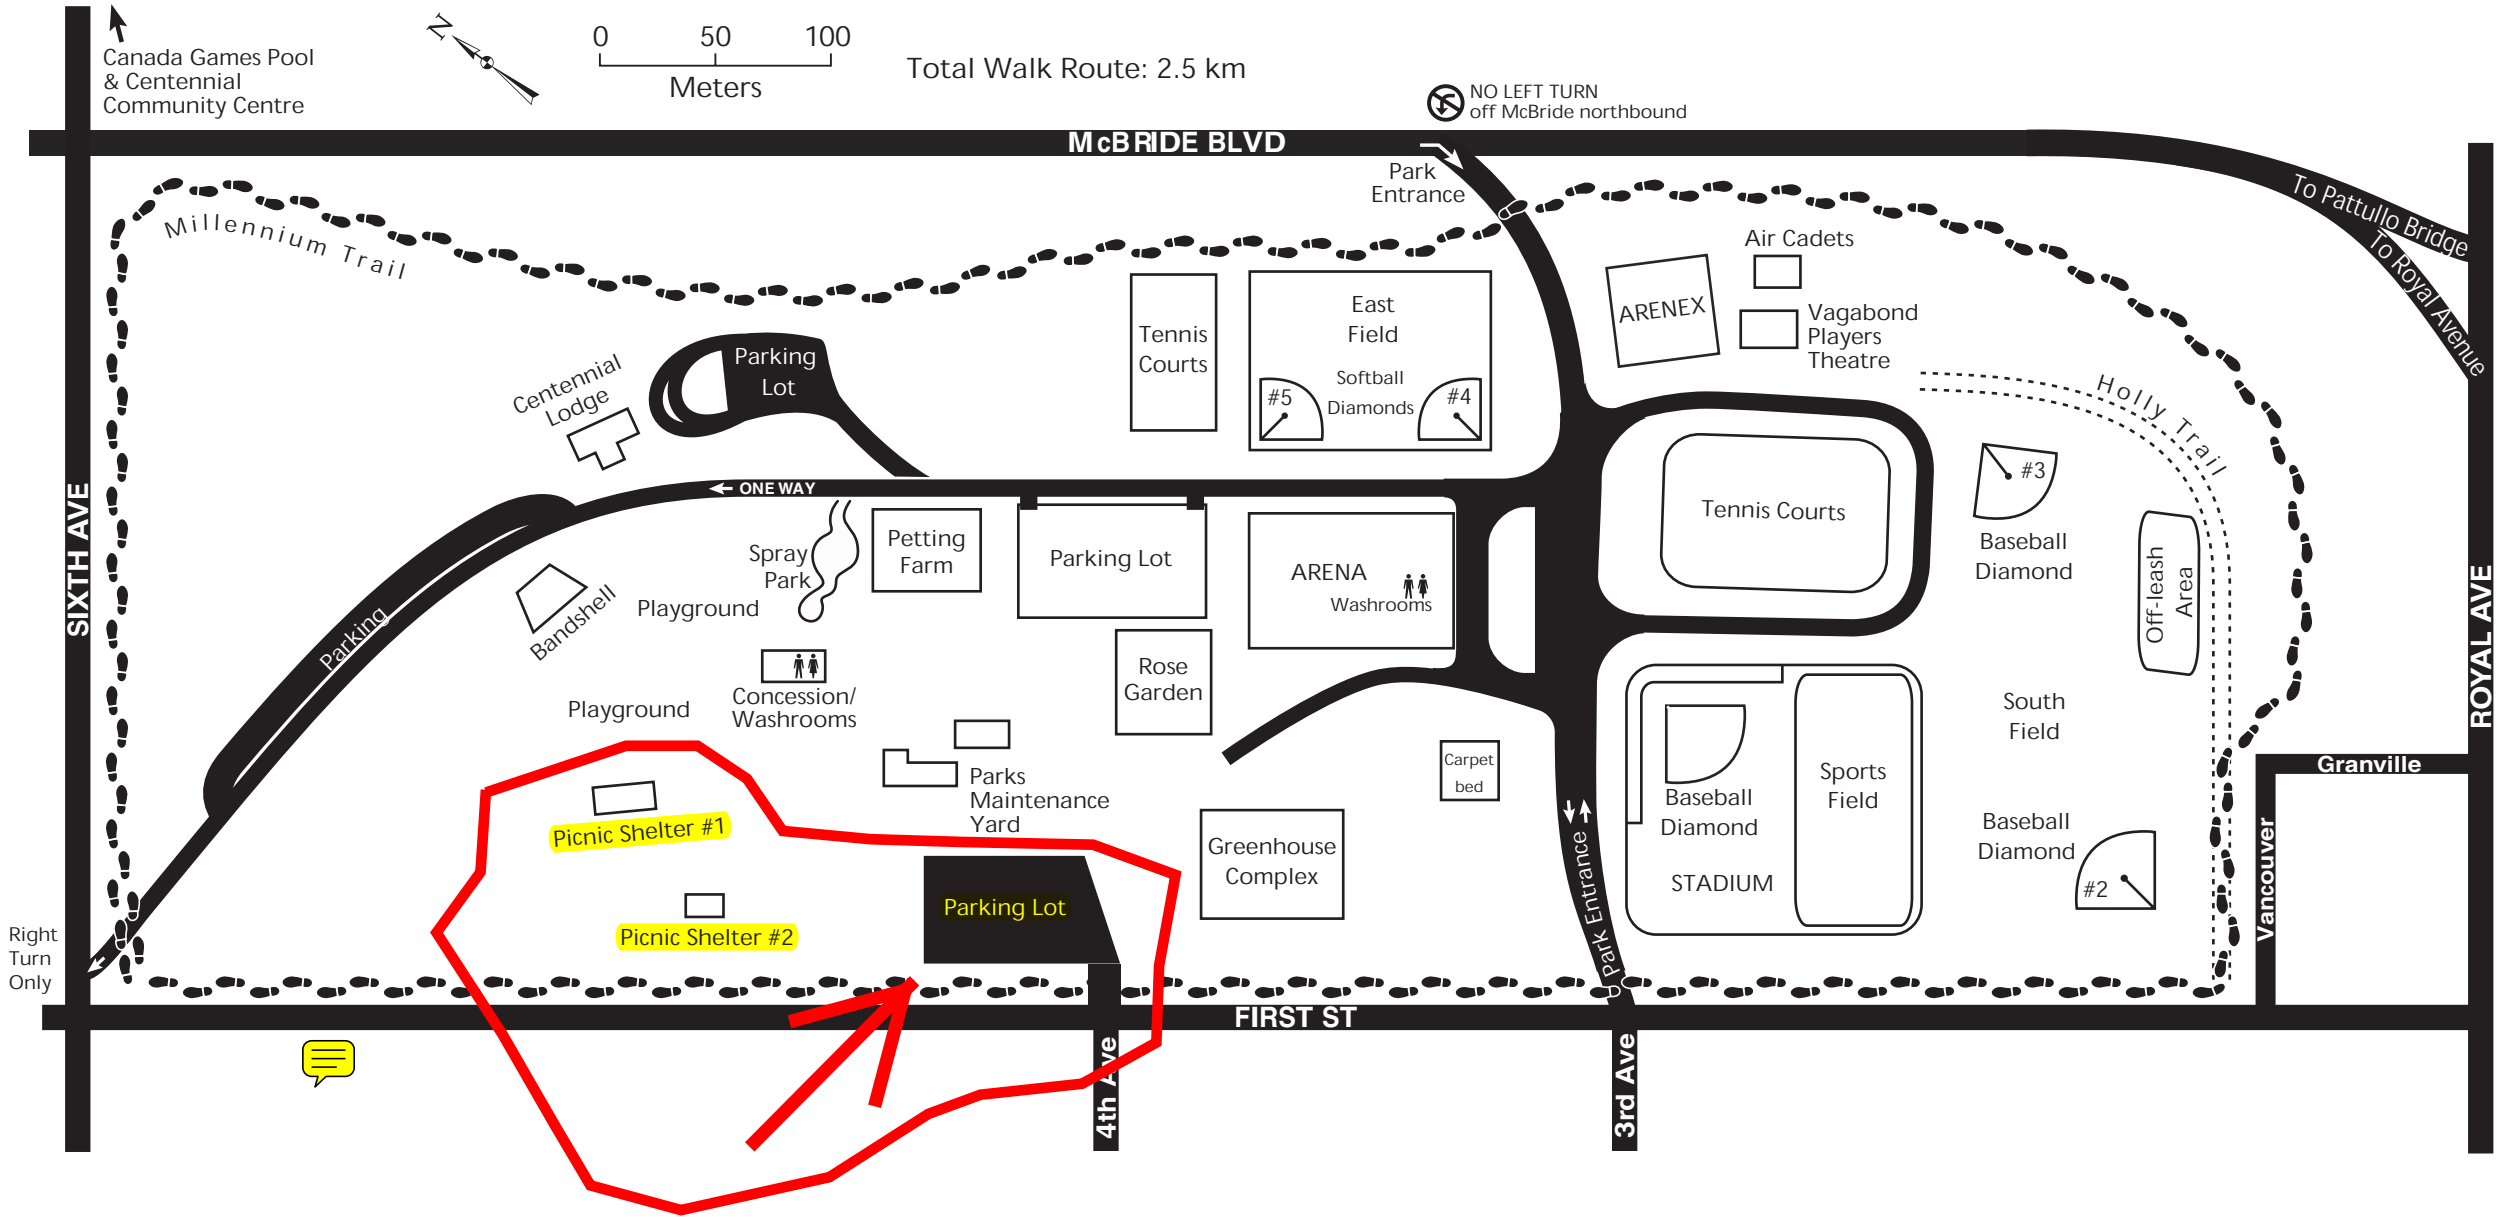 N
Canada Games Pool
& Centennial
Community Centre
0 50 100
Meters
Total Walk Route: 2.5 km
NO LEFT TURN
off McBride northbound
McBRIDE BLVD
Park
Entrance
To Pattullo Bridge
To Royal Avenue
Millennium Trail
Air Cadets
ARENEX
Vagabond
Players
Theatre
Tennis
Courts
East
Field
Softball
Diamonds
#5
#4
Parking
Lot
Centennial
Lodge
Holly Trail
SIXTH AVE
ONE WAY
Spray
Park
Petting
Farm
Parking Lot
ARENA
Washrooms
Tennis Courts
#3
Baseball
Diamond
Off-leash
Area
ROYAL AVE
Parking
Bandshell
Playground
Concession/
Washrooms
Playground
Rose
Garden
South
Field
Parks
Maintenance
Yard
Carpet
bed
Baseball
Diamond
Sports
Field
STADIUM
Granville
Vancouver
Baseball
Diamond
#2
Picnic Shelter #1
Picnic Shelter #2
Parking Lot
Greenhouse
Complex
Park Entrance
Right
Turn
Only
FIRST ST
4th Ave
3rd Ave